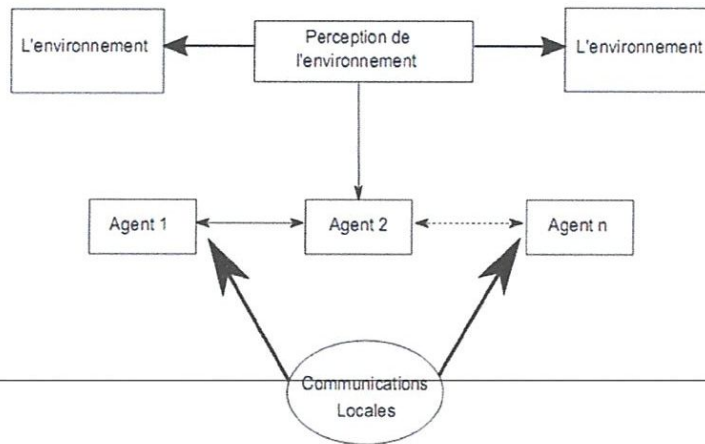 L'environnement
Perception de
l'environnement
L'environnement
Agent 1
Agent 2
Agent n
Communications
Locales